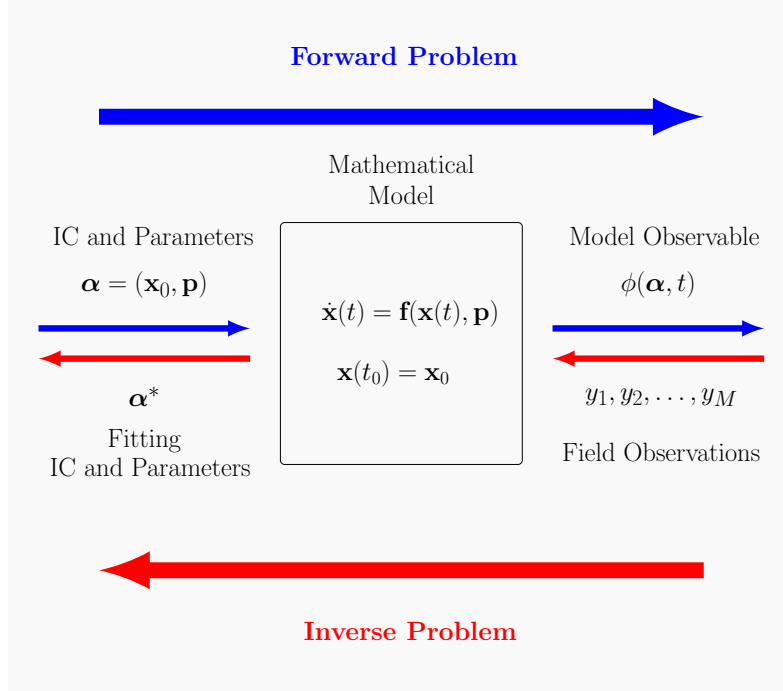 Forward Problem
Mathematical
Model
IC and Parameters
𝜶 = (𝐱₀, 𝐩)
ẋ(t) = 𝐟(𝐱(t), 𝐩)
𝐱(t₀) = 𝐱₀
Model Observable
ϕ(𝜶, t)
𝜶*
Fitting
IC and Parameters
y₁, y₂, . . . , y_M
Field Observations
Inverse Problem